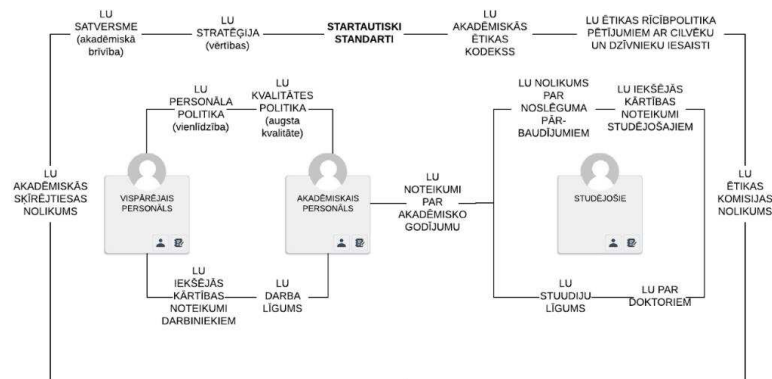 LU
SATVERSME
(akadēmiskā
brīvība)
LU
STRATĒĢIJA
(vērtības)
STARTAUTISKI
STANDARTI
LU
AKADĒMISKĀS
ĒTIKAS
KODEKSS
LU ĒTIKAS RĪCĪBPOLITIKA
PĒTĪJUMIEM AR CILVĒKU
UN DZĪVNIEKU IESAISTI
LU
PERSONĀLA
POLITIKA
(vienlīdzība)
LU
KVALITĀTES
POLITIKA
(augsta
kvalitāte)
LU NOLIKUMS
PAR
NOSLĒGUMA
PĀR-
BAUDĪJUMIEM
LU IEKŠĒJĀS
KĀRTĪBAS
NOTEIKUMI
STUDĒJOŠAJIEM
LU
AKADĒMISKĀS
ŠĶĪRĒJTIESAS
NOLIKUMS
VISPĀRĒJAIS
PERSONĀLS
AKADĒMISKAIS
PERSONĀLS
LU
NOTEIKUMI
PAR
AKADĒMISKO
GODĪJUMU
STUDĒJOŠIE
LU
ĒTIKAS
KOMISIJAS
NOLIKUMS
LU
IEKŠĒJĀS
KĀRTĪBAS
NOTEIKUMI
DARBINIEKIEM
LU
DARBA
LĪGUMS
LU
STUUDIJU
LĪGUMS
LU PAR
DOKTORIEM